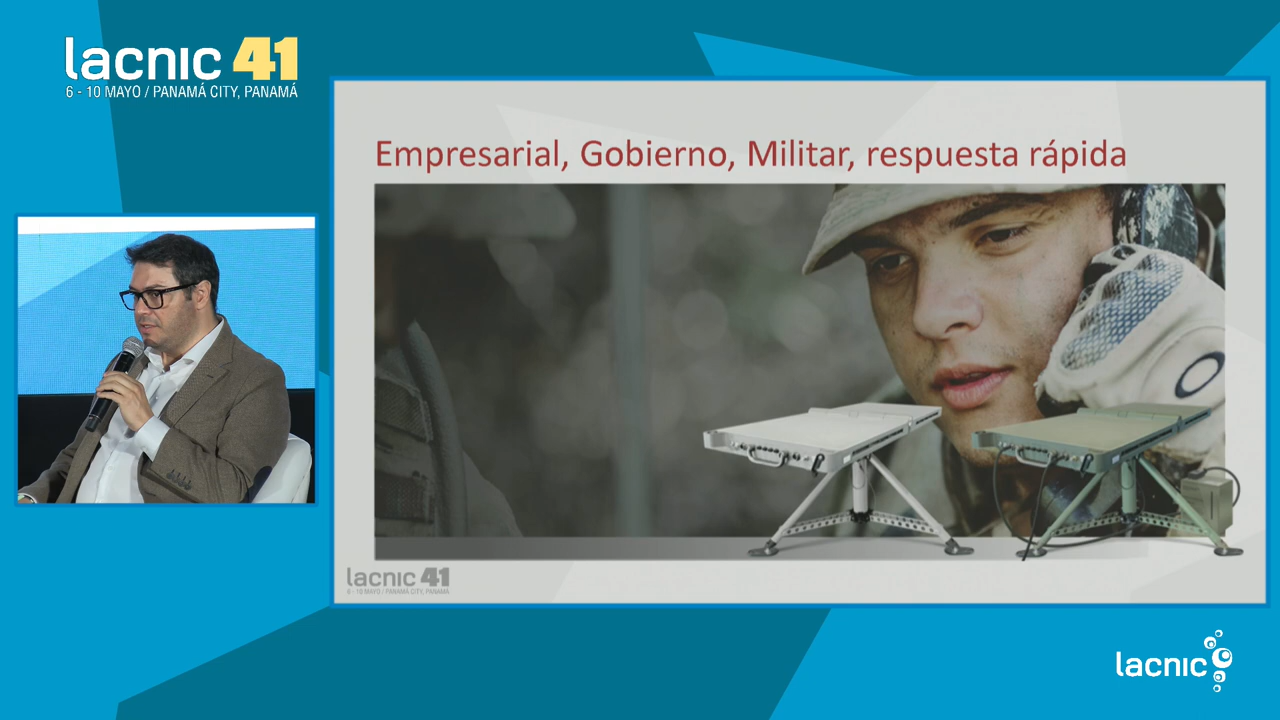 lacnic 41
6 - 10 MAYO / PANAMÁ CITY, PANAMÁ
Empresarial, Gobierno, Militar, respuesta rápida
lacnic 41
6 - 10 MAYO / PANAMÁ CITY, PANAMÁ
lacnic